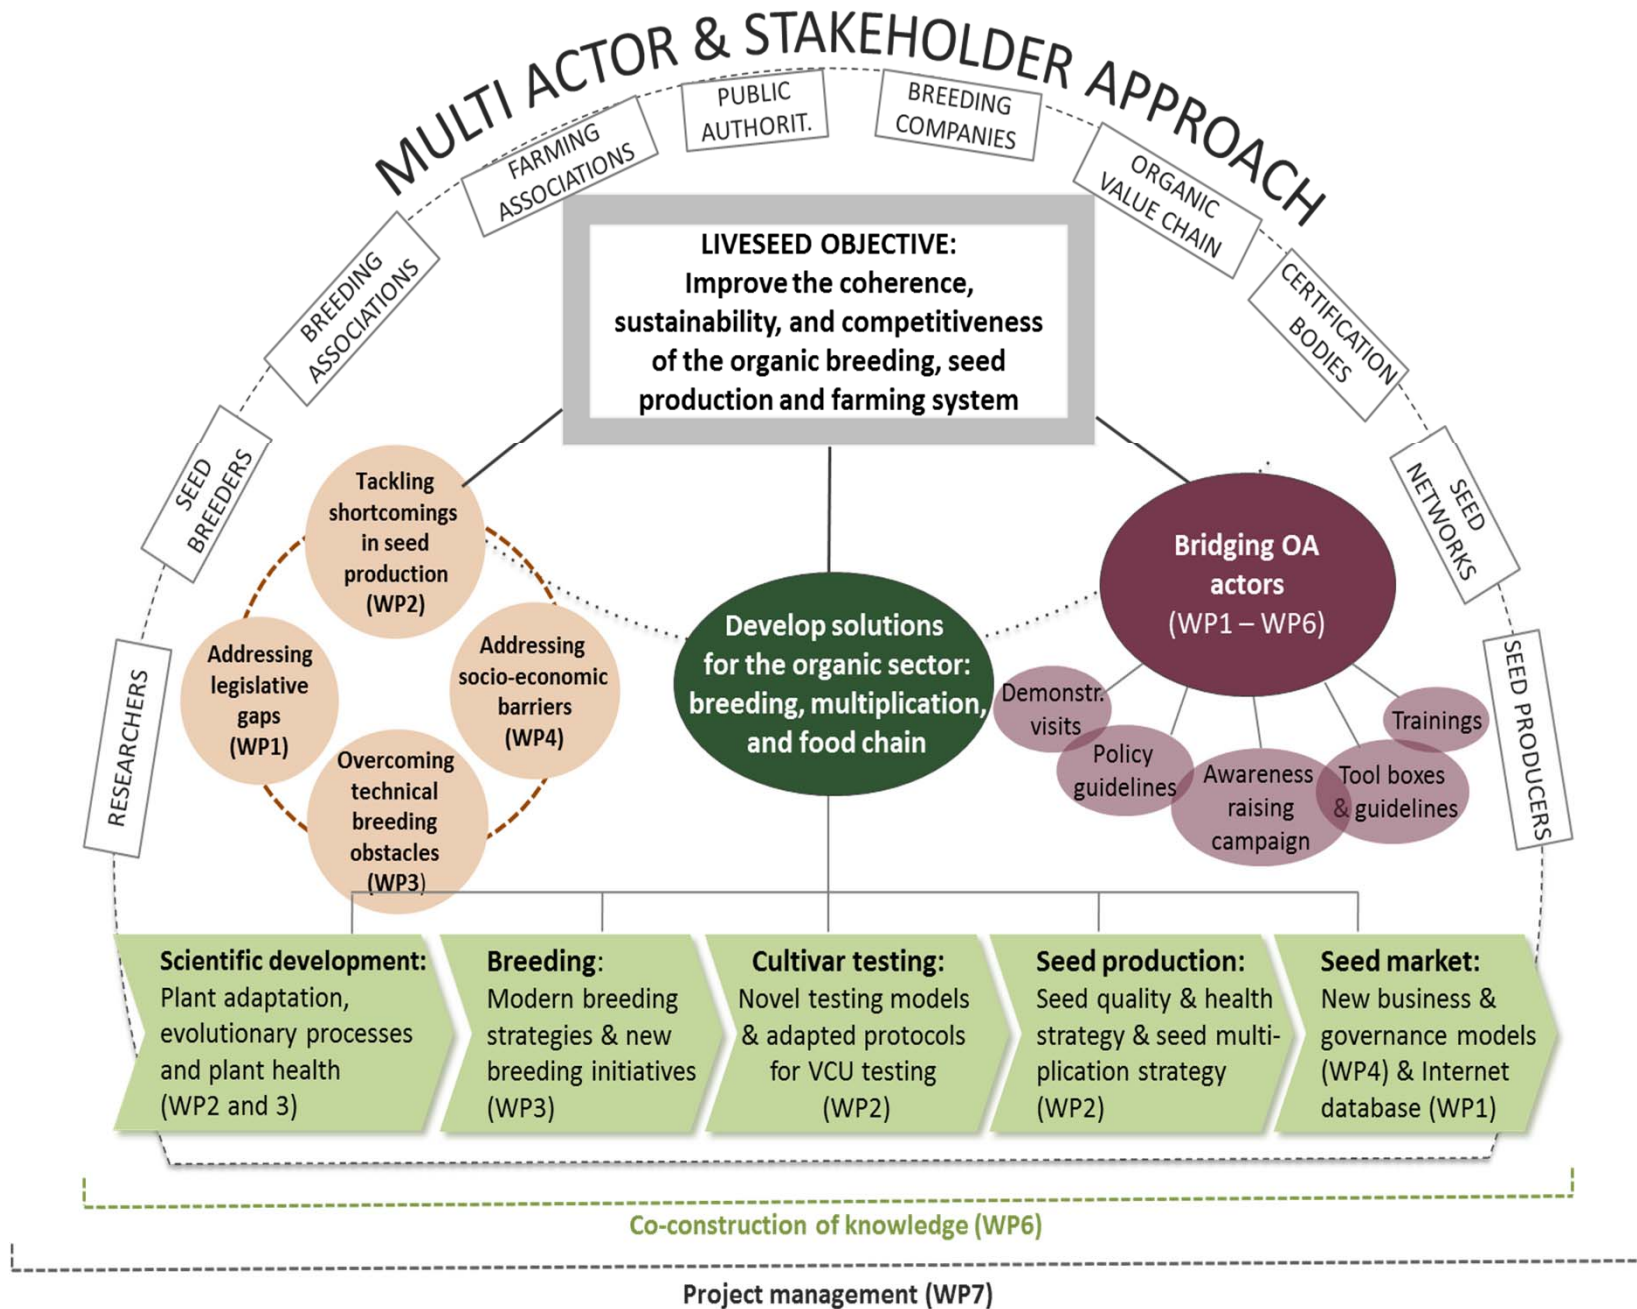 MULTI ACTOR & STAKEHOLDER APPROACH
RESEARCHERS
SEED
BREEDERS
BREEDING
ASSOCIATIONS
FARMING
ASSOCIATIONS
PUBLIC
AUTHORIT.
BREEDING
COMPANIES
ORGANIC
VALUE CHAIN
CERTIFICATION
BODIES
SEED
NETWORKS
SEED PRODUCERS
LIVESEED OBJECTIVE:
Improve the coherence,
sustainability, and competitiveness
of the organic breeding, seed
production and farming system
Tackling
shortcomings
in seed
production
(WP2)
Addressing
legislative
gaps
(WP1)
Addressing
socio-economic
barriers
(WP4)
Overcoming
technical
breeding
obstacles
(WP3)
Develop solutions
for the organic sector:
breeding, multiplication,
and food chain
Bridging OA
actors
(WP1 – WP6)
Demonstr.
visits
Policy
guidelines
Awareness
raising
campaign
Tool boxes
& guidelines
Trainings
Scientific development:
Plant adaptation,
evolutionary processes
and plant health
(WP2 and 3)
Breeding:
Modern breeding
strategies & new
breeding initiatives
(WP3)
Cultivar testing:
Novel testing models
& adapted protocols
for VCU testing
(WP2)
Seed production:
Seed quality & health
strategy & seed multi-
plication strategy
(WP2)
Seed market:
New business &
governance models
(WP4) & Internet
database (WP1)
Co-construction of knowledge (WP6)
Project management (WP7)